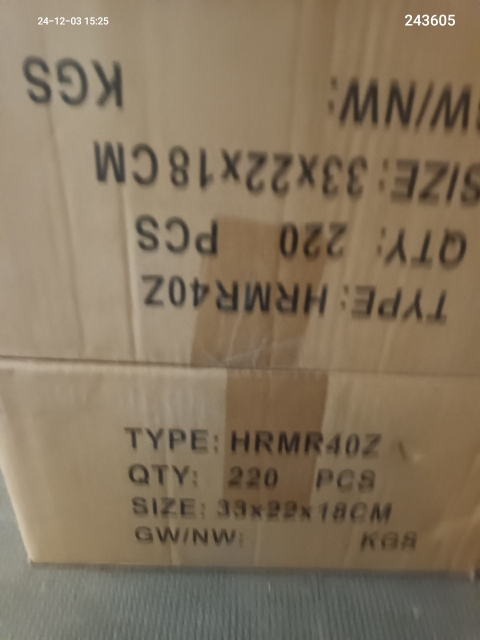 24-12-03 15:25
243605
GW/NW: KGS
SIZE: 33x22x18CM
QTY: 220 PCS
TYPE: HRMR40Z
TYPE: HRMR40Z
QTY: 220 PCS
SIZE: 33x22x18CM
GW/NW: KGS